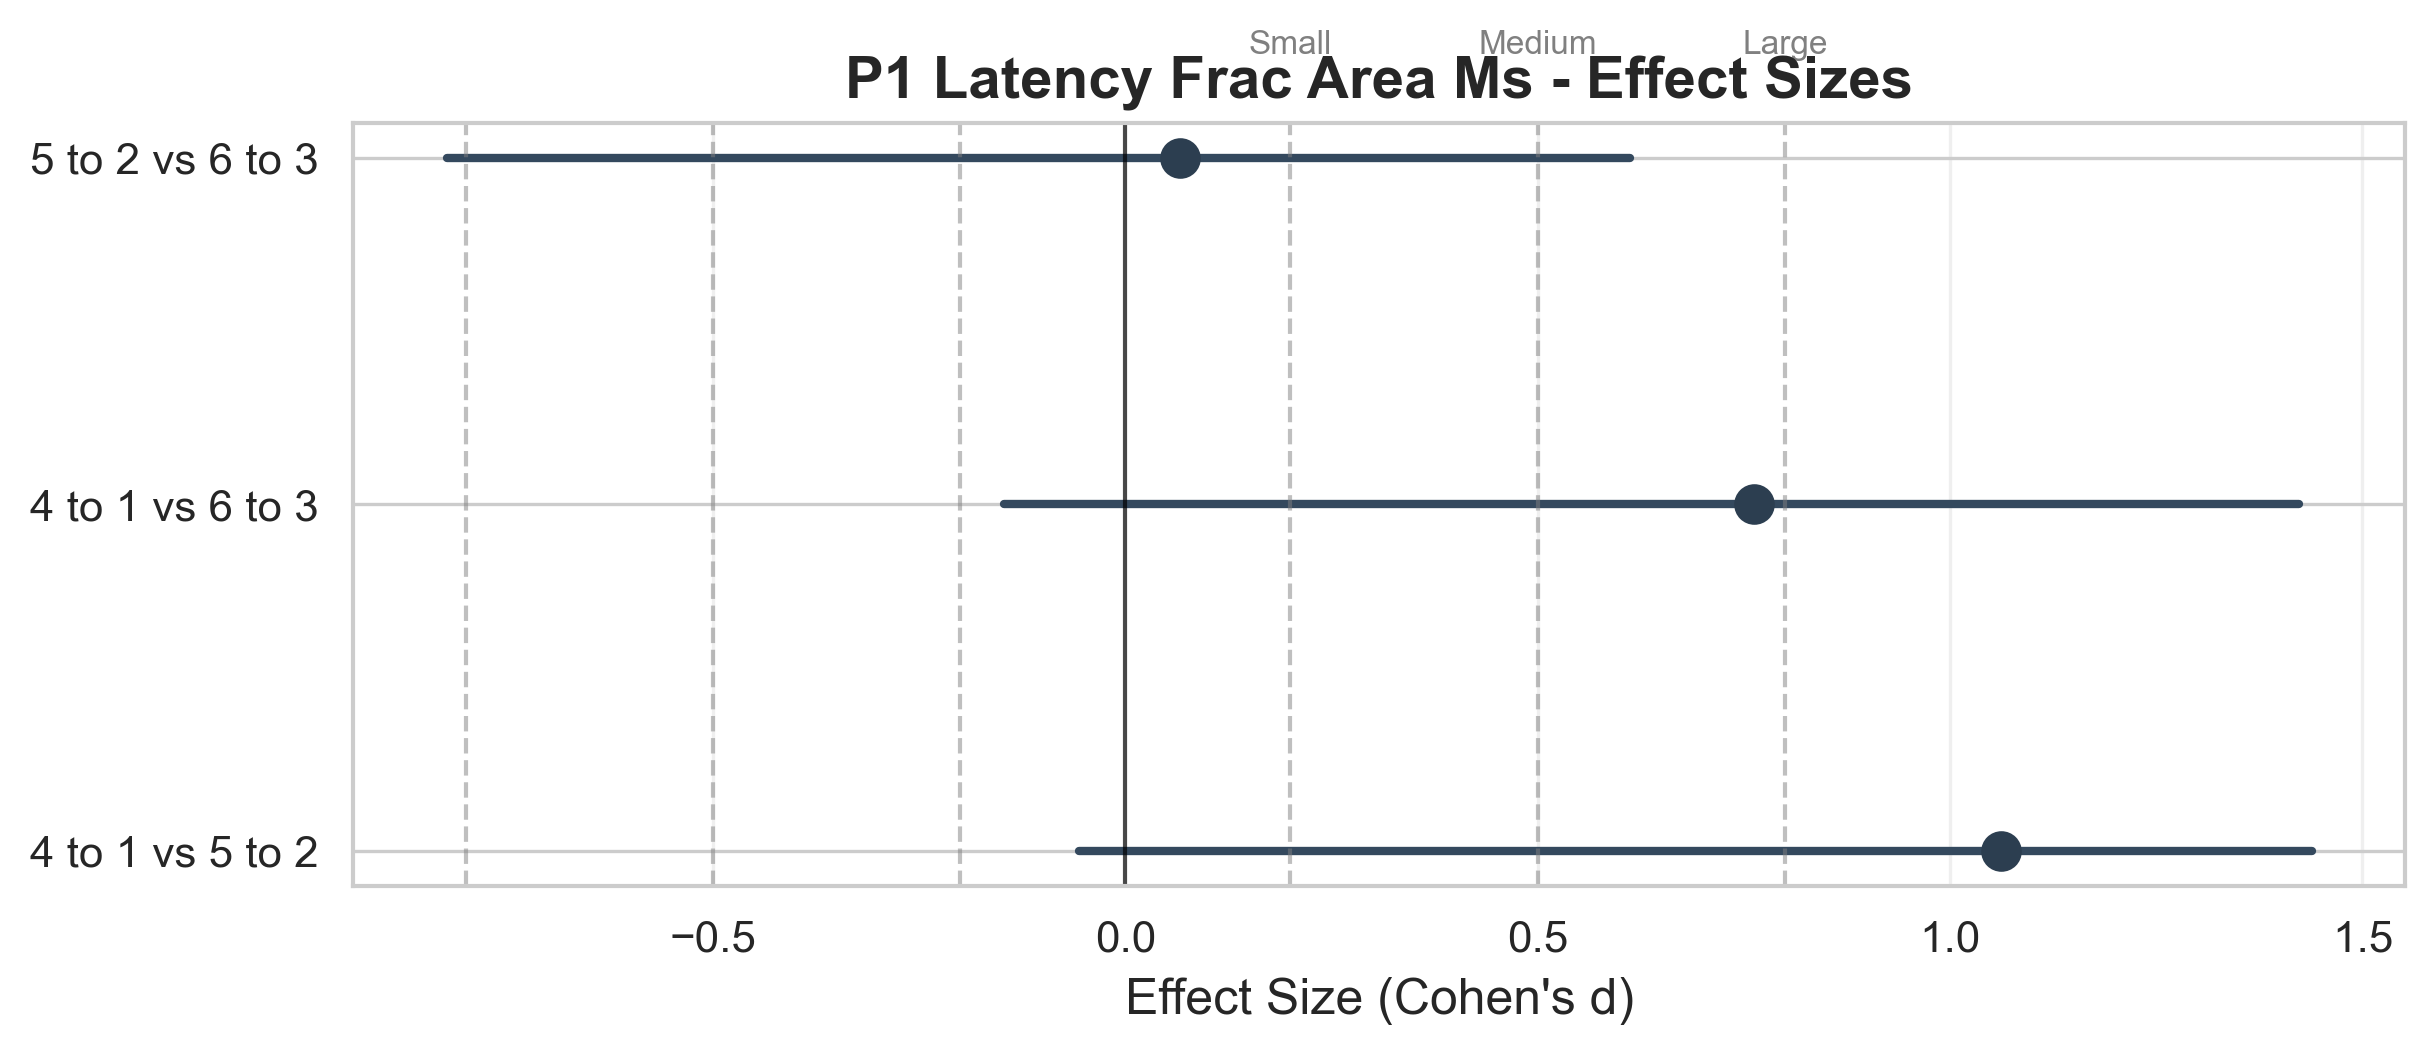 Small Medium Large
P1 Latency Frac Area Ms - Effect Sizes
5 to 2 vs 6 to 3
4 to 1 vs 6 to 3
4 to 1 vs 5 to 2
−0.5 0.0 0.5 1.0 1.5
Effect Size (Cohen's d)